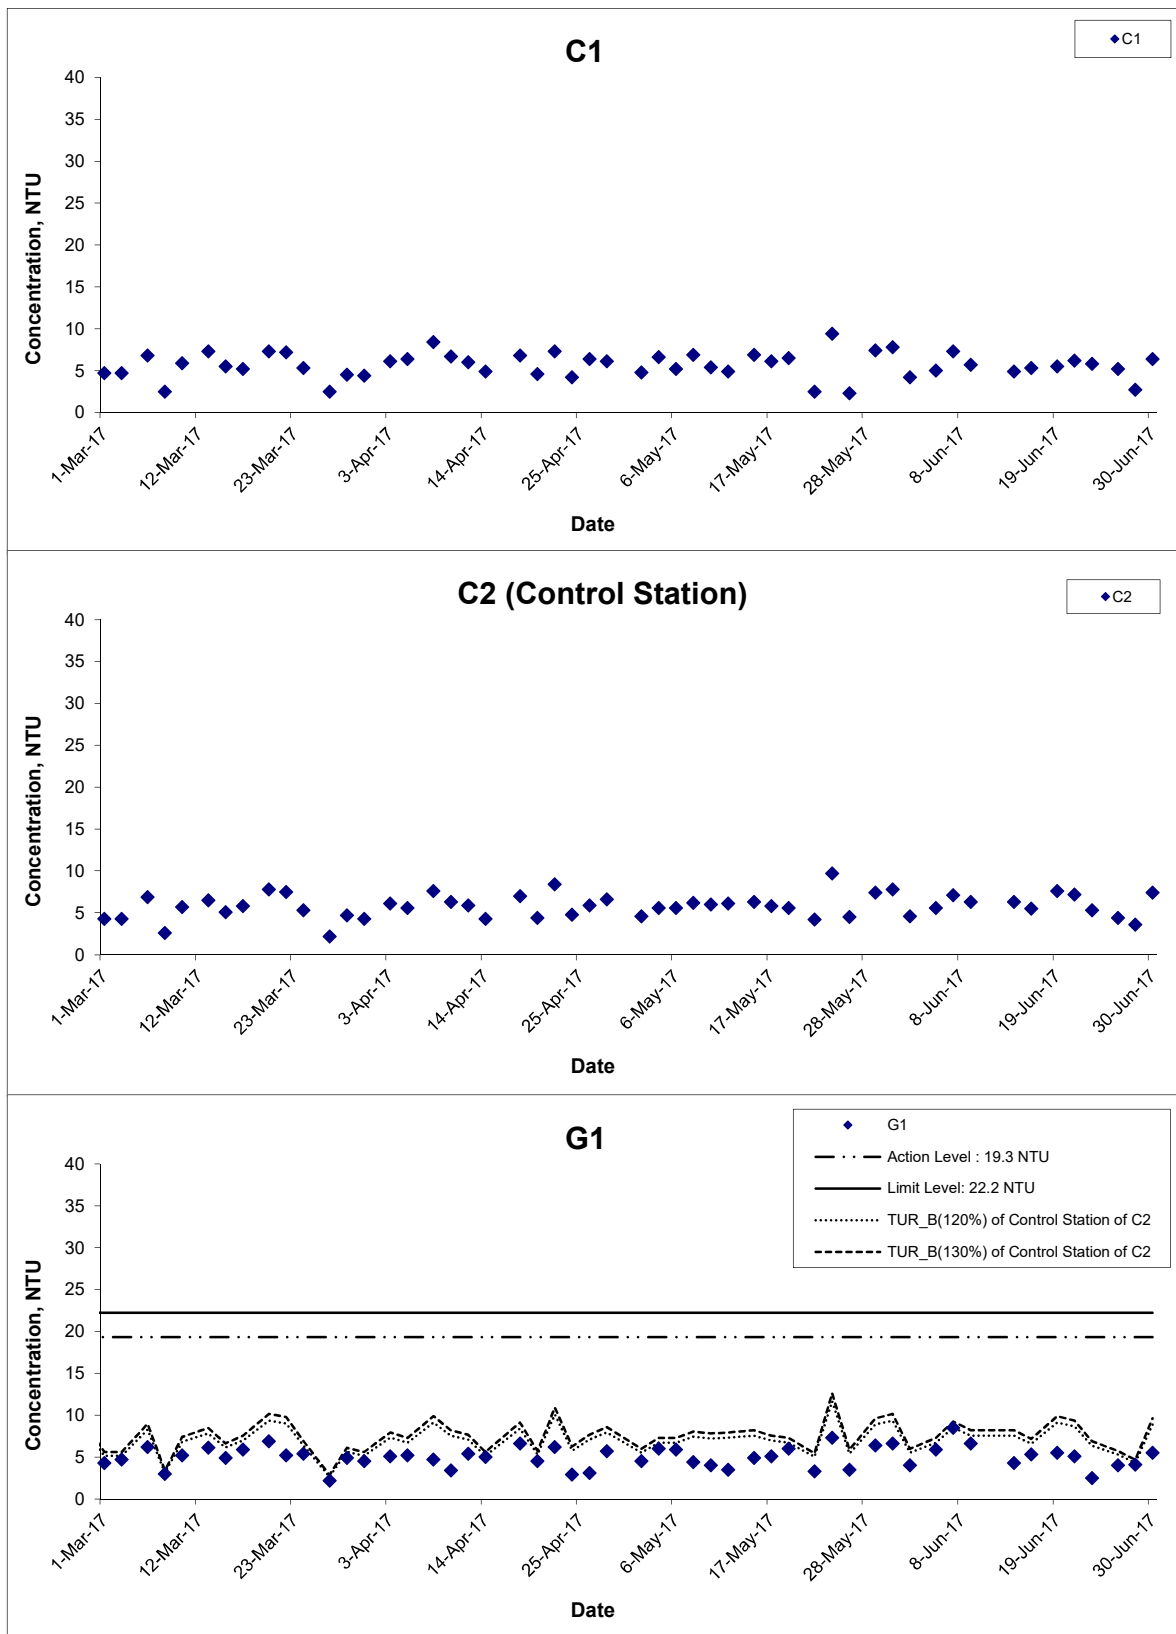 C1
C1
Concentration, NTU
40
35
30
25
20
15
10
5
0
1-Mar-17
12-Mar-17
23-Mar-17
3-Apr-17
14-Apr-17
25-Apr-17
6-May-17
17-May-17
28-May-17
8-Jun-17
19-Jun-17
30-Jun-17
Date
C2 (Control Station)
C2
Concentration, NTU
40
35
30
25
20
15
10
5
0
1-Mar-17
12-Mar-17
23-Mar-17
3-Apr-17
14-Apr-17
25-Apr-17
6-May-17
17-May-17
28-May-17
8-Jun-17
19-Jun-17
30-Jun-17
Date
G1
G1
Action Level : 19.3 NTU
Limit Level: 22.2 NTU
TUR_B(120%) of Control Station of C2
TUR_B(130%) of Control Station of C2
Concentration, NTU
40
35
30
25
20
15
10
5
0
1-Mar-17
12-Mar-17
23-Mar-17
3-Apr-17
14-Apr-17
25-Apr-17
6-May-17
17-May-17
28-May-17
8-Jun-17
19-Jun-17
30-Jun-17
Date